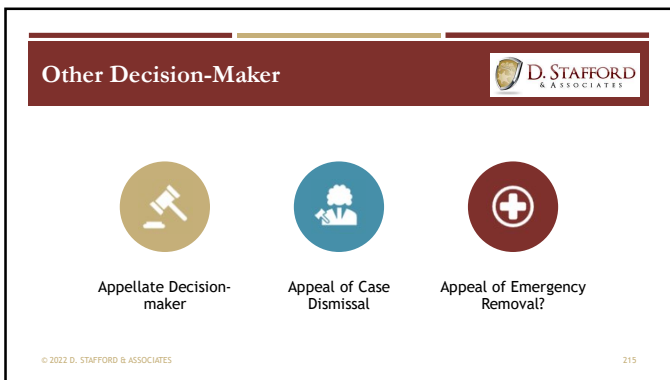 Other Decision-Maker
D. STAFFORD
& ASSOCIATES
Appellate Decision-
maker
Appeal of Case
Dismissal
Appeal of Emergency
Removal?
© 2022 D. STAFFORD & ASSOCIATES
215